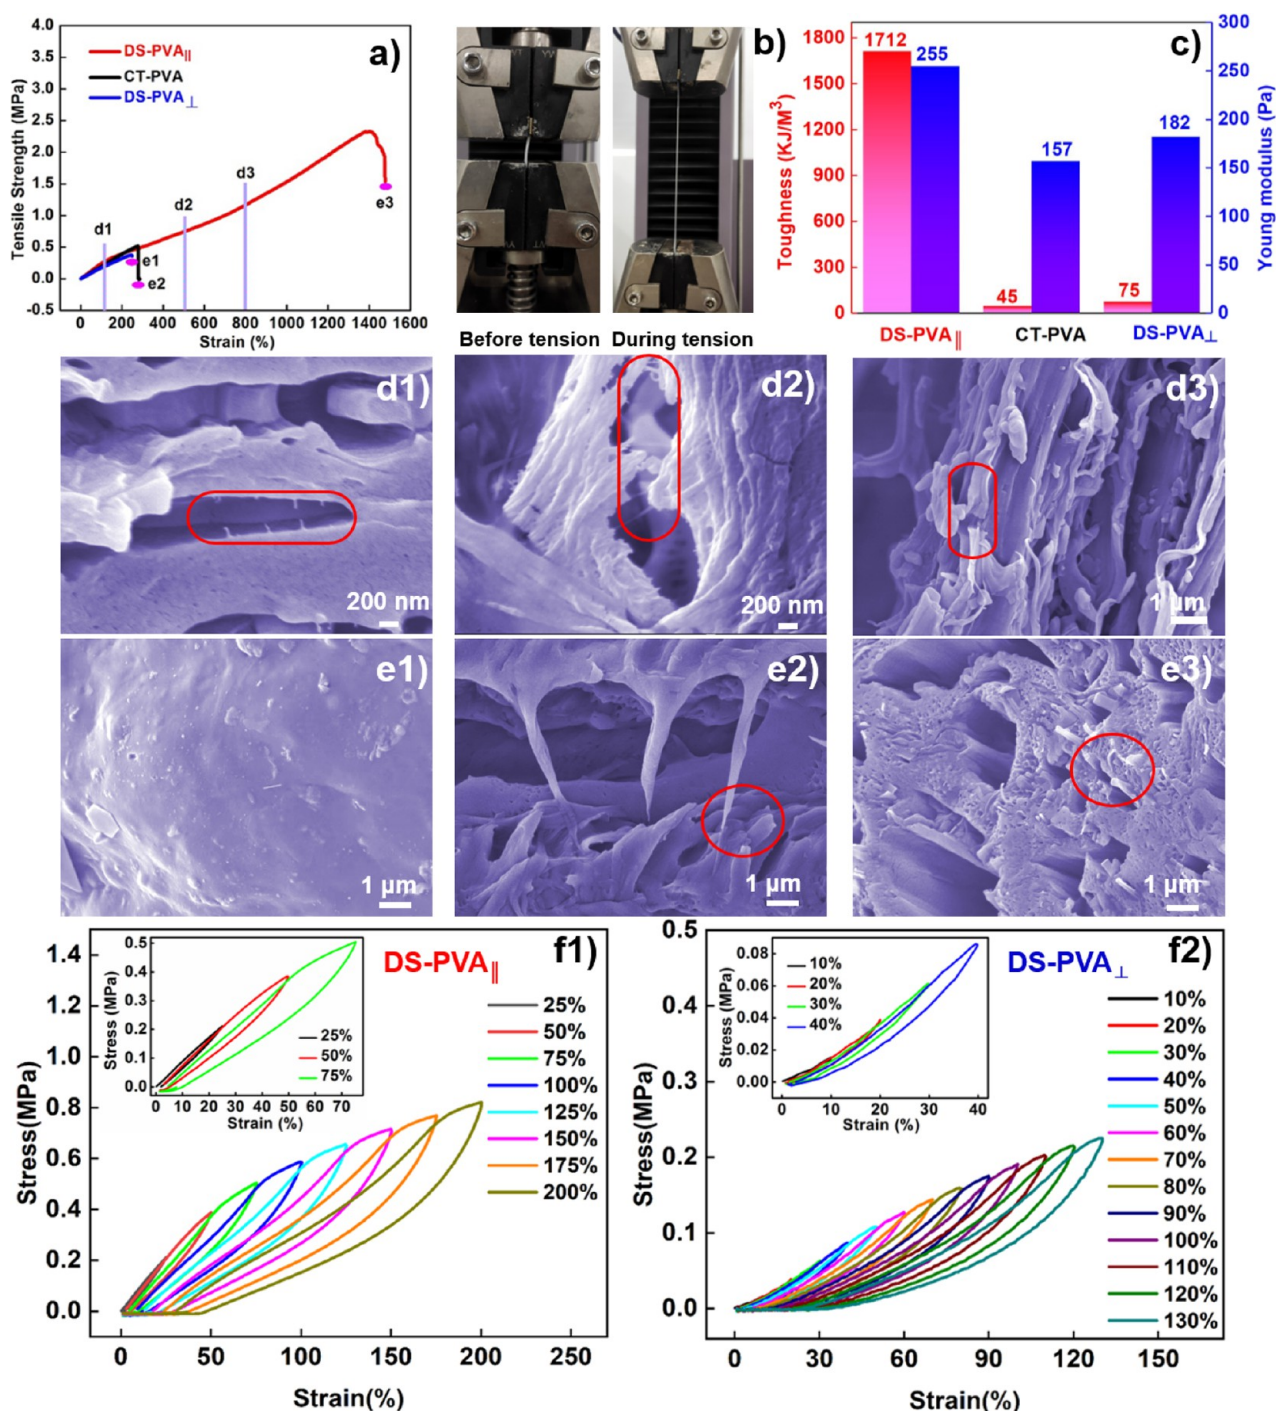 a)
Tensile Strength (MPa)
4.0
3.5
3.0
2.5
2.0
1.5
1.0
0.5
0.0
-0.5
DS-PVA∥
CT-PVA
DS-PVA⊥
d1
d2
d3
e1
e2
e3
0 200 400 600 800 1000 1200 1400 1600
Strain (%)
b)
Before tension
During tension
c)
Toughness (KJ/M³)
1800
1500
1200
900
600
300
0
1712
255
45
157
75
182
300
250
200
150
100
50
0
Young modulus (Pa)
DS-PVA∥
CT-PVA
DS-PVA⊥
d1)
200 nm
d2)
200 nm
d3)
1 µm
e1)
1 µm
e2)
1 µm
e3)
1 µm
f1)
DS-PVA∥
Stress(MPa)
1.4
1.2
1.0
0.8
0.6
0.4
0.2
0.0
Stress (MPa)
0.5
0.4
0.3
0.2
0.1
0.0
25%
50%
75%
0 10 20 30 40 50 60 70
Strain (%)
25%
50%
75%
100%
125%
150%
175%
200%
0 50 100 150 200 250
Strain(%)
f2)
DS-PVA⊥
Stress(MPa)
0.5
0.4
0.3
0.2
0.1
0.0
Stress (MPa)
0.08
0.06
0.04
0.02
0.00
10%
20%
30%
40%
0 10 20 30 40
Strain (%)
10%
20%
30%
40%
50%
60%
70%
80%
90%
100%
110%
120%
130%
0 30 60 90 120 150
Strain(%)